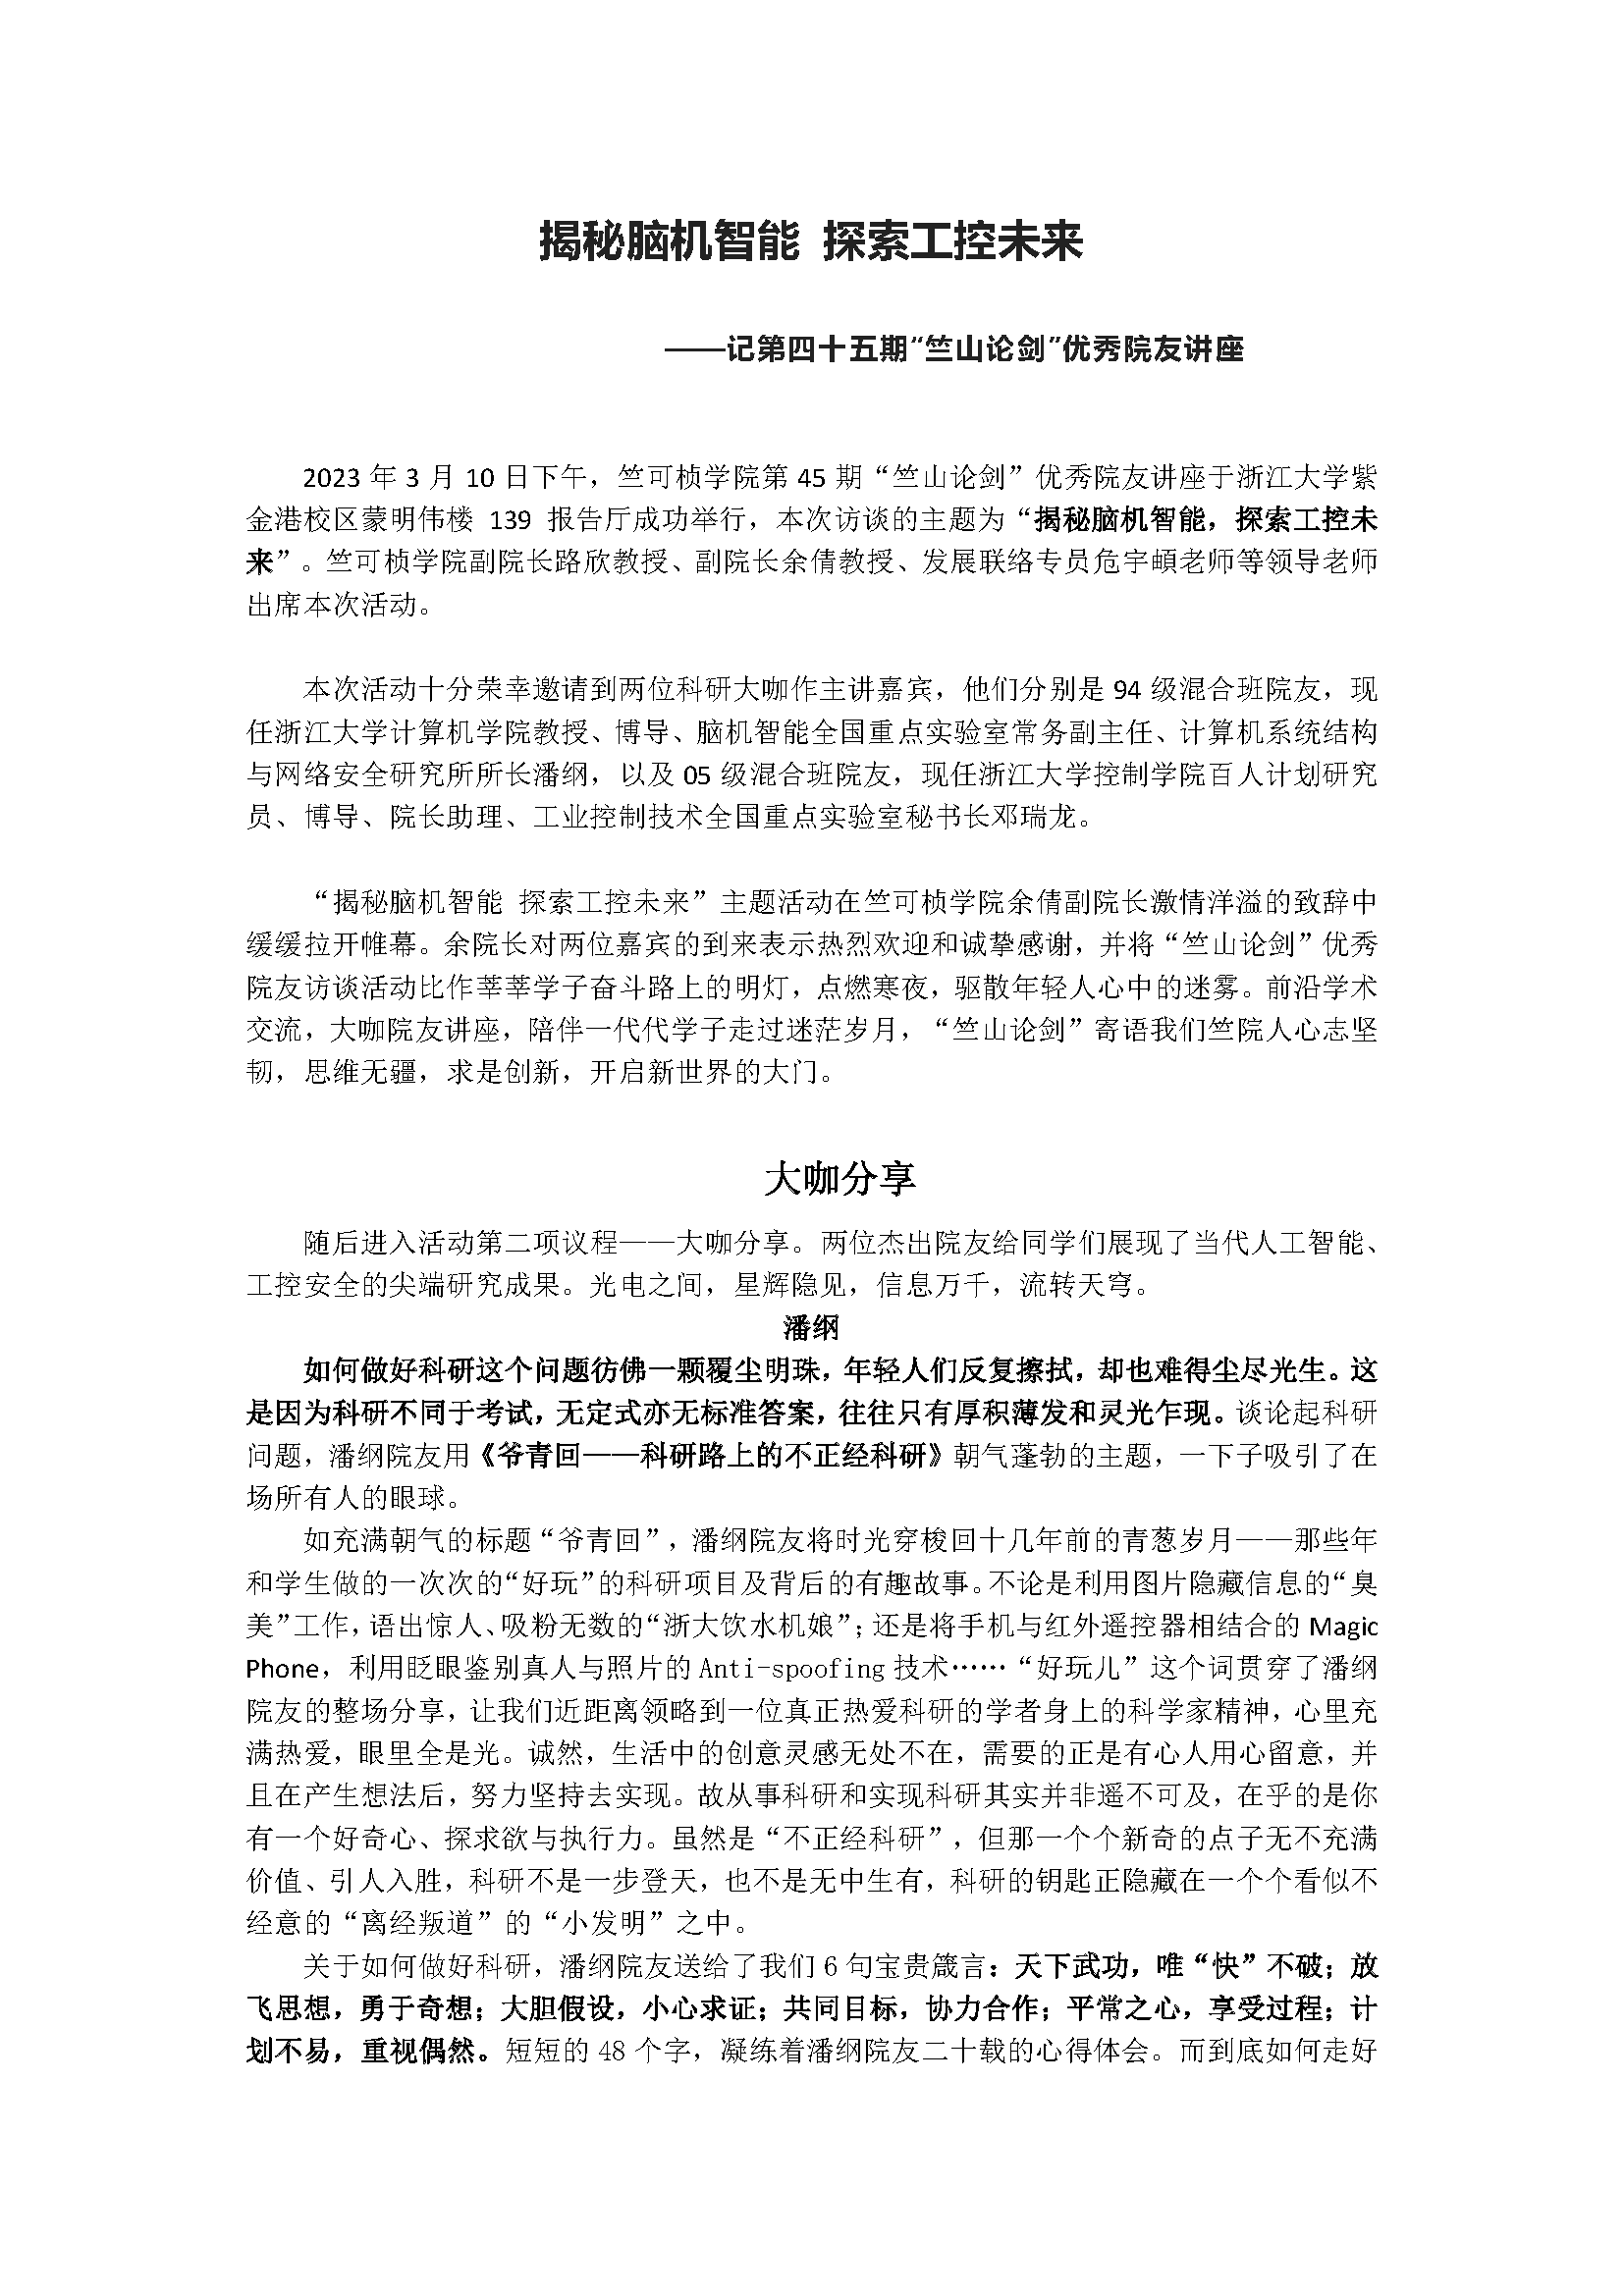 揭秘脑机智能 探索工控未来
——记第四十五期“竺山论剑”优秀院友讲座
2023 年 3 月 10 日下午，竺可桢学院第 45 期“竺山论剑”优秀院友讲座于浙江大学紫
金港校区蒙明伟楼 139 报告厅成功举行，本次访谈的主题为“揭秘脑机智能，探索工控未
来”。竺可桢学院副院长路欣教授、副院长余倩教授、发展联络专员危宇頔老师等领导老师
出席本次活动。
本次活动十分荣幸邀请到两位科研大咖作主讲嘉宾，他们分别是 94 级混合班院友，现
任浙江大学计算机学院教授、博导、脑机智能全国重点实验室常务副主任、计算机系统结构
与网络安全研究所所长潘纲，以及 05 级混合班院友，现任浙江大学控制学院百人计划研究
员、博导、院长助理、工业控制技术全国重点实验室秘书长邓瑞龙。
“揭秘脑机智能 探索工控未来”主题活动在竺可桢学院余倩副院长激情洋溢的致辞中
缓缓拉开帷幕。余院长对两位嘉宾的到来表示热烈欢迎和诚挚感谢，并将“竺山论剑”优秀
院友访谈活动比作莘莘学子奋斗路上的明灯，点燃寒夜，驱散年轻人心中的迷雾。前沿学术
交流，大咖院友讲座，陪伴一代代学子走过迷茫岁月，“竺山论剑”寄语我们竺院人心志坚
韧，思维无疆，求是创新，开启新世界的大门。
大咖分享
随后进入活动第二项议程——大咖分享。两位杰出院友给同学们展现了当代人工智能、
工控安全的尖端研究成果。光电之间，星辉隐见，信息万千，流转天穹。
潘纲
如何做好科研这个问题彷佛一颗覆尘明珠，年轻人们反复擦拭，却也难得尘尽光生。这
是因为科研不同于考试，无定式亦无标准答案，往往只有厚积薄发和灵光乍现。谈论起科研
问题，潘纲院友用《爷青回——科研路上的不正经科研》朝气蓬勃的主题，一下子吸引了在
场所有人的眼球。
如充满朝气的标题“爷青回”，潘纲院友将时光穿梭回十几年前的青葱岁月——那些年
和学生做的一次次的“好玩”的科研项目及背后的有趣故事。不论是利用图片隐藏信息的“臭
美”工作，语出惊人、吸粉无数的“浙大饮水机娘”；还是将手机与红外遥控器相结合的 Magic
Phone，利用眨眼鉴别真人与照片的 Anti-spoofing 技术……“好玩儿”这个词贯穿了潘纲
院友的整场分享，让我们近距离领略到一位真正热爱科研的学者身上的科学家精神，心里充
满热爱，眼里全是光。诚然，生活中的创意灵感无处不在，需要的正是有心人用心留意，并
且在产生想法后，努力坚持去实现。故从事科研和实现科研其实并非遥不可及，在乎的是你
有一个好奇心、探求欲与执行力。虽然是“不正经科研”，但那一个个新奇的点子无不充满
价值、引人入胜，科研不是一步登天，也不是无中生有，科研的钥匙正隐藏在一个个看似不
经意的“离经叛道”的“小发明”之中。
关于如何做好科研，潘纲院友送给了我们 6 句宝贵箴言：天下武功，唯“快”不破；放
飞思想，勇于奇想；大胆假设，小心求证；共同目标，协力合作；平常之心，享受过程；计
划不易，重视偶然。短短的 48 个字，凝练着潘纲院友二十载的心得体会。而到底如何走好